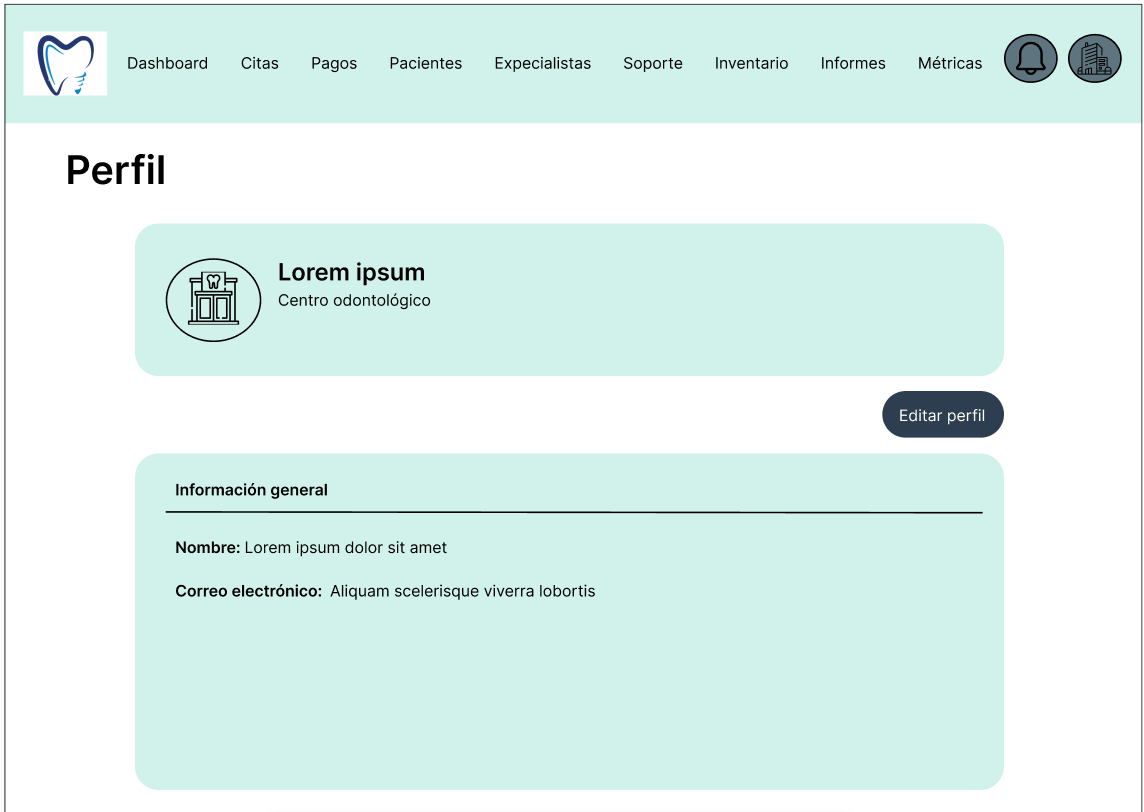 Dashboard Citas Pagos Pacientes Expecialistas Soporte Inventario Informes Métricas
Perfil
Lorem ipsum
Centro odontológico
Editar perfil
Información general
Nombre: Lorem ipsum dolor sit amet
Correo electrónico: Aliquam scelerisque viverra lobortis